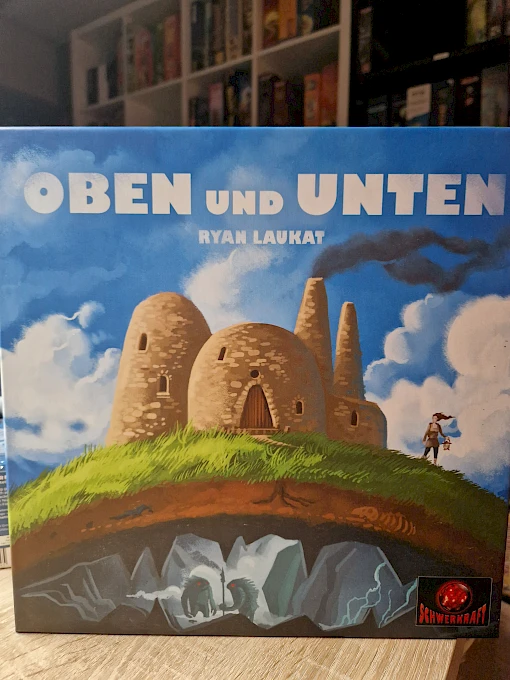 OBEN UND UNTEN
RYAN LAUKAT
SCHWERKRAFT